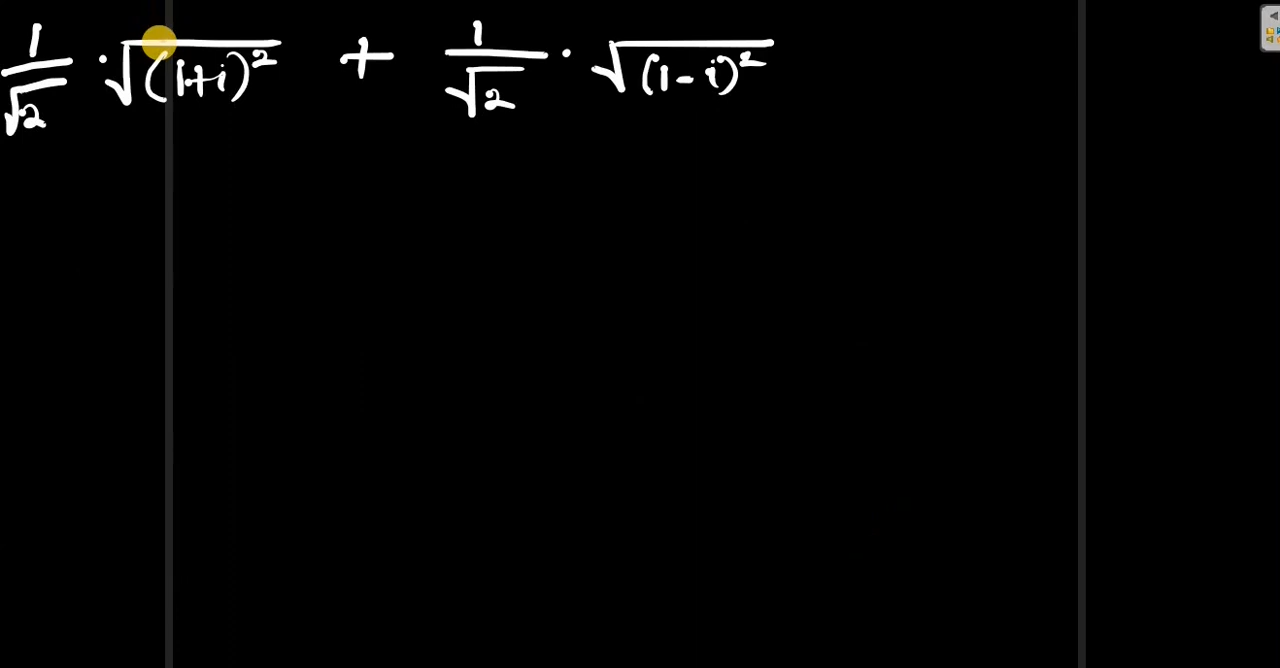 1/√2 · √(1+i)² + 1/√2 · √(1-i)²